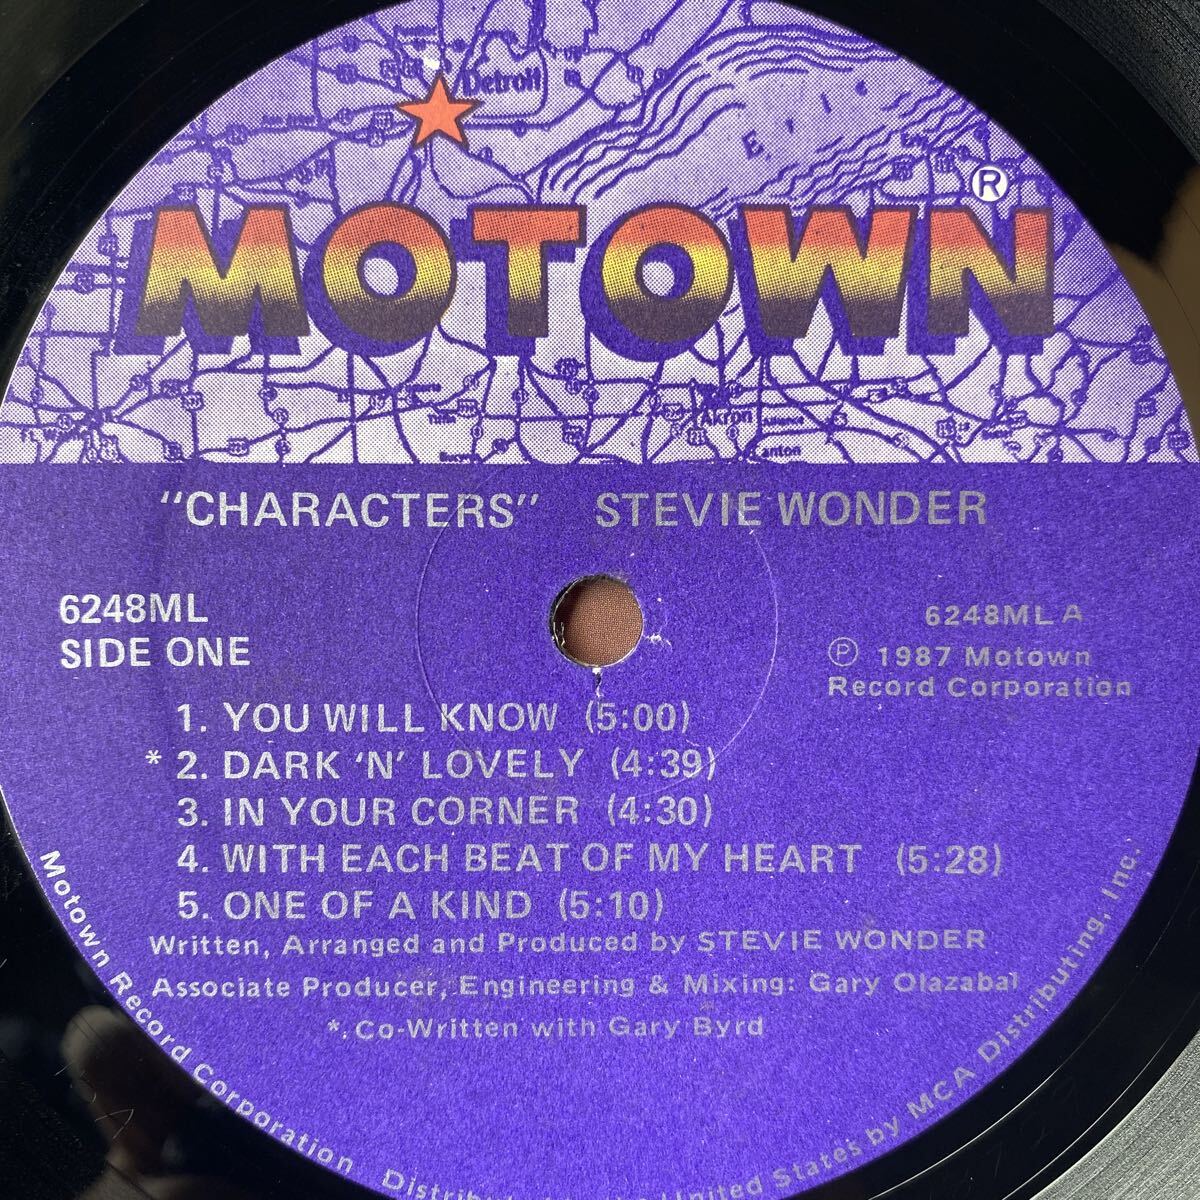 Detroit
Erie
MOTOWN®
Akron
Canton
"CHARACTERS" STEVIE WONDER
6248ML
SIDE ONE
6248ML A
℗ 1987 Motown
Record Corporation
1. YOU WILL KNOW (5:00)
* 2. DARK 'N' LOVELY (4:39)
3. IN YOUR CORNER (4:30)
4. WITH EACH BEAT OF MY HEART (5:28)
5. ONE OF A KIND (5:10)
Written, Arranged and Produced by STEVIE WONDER
Associate Producer, Engineering & Mixing: Gary Olazabal
*. Co-Written with Gary Byrd
Motown Record Corporation United States by MCA Distributing, Inc.